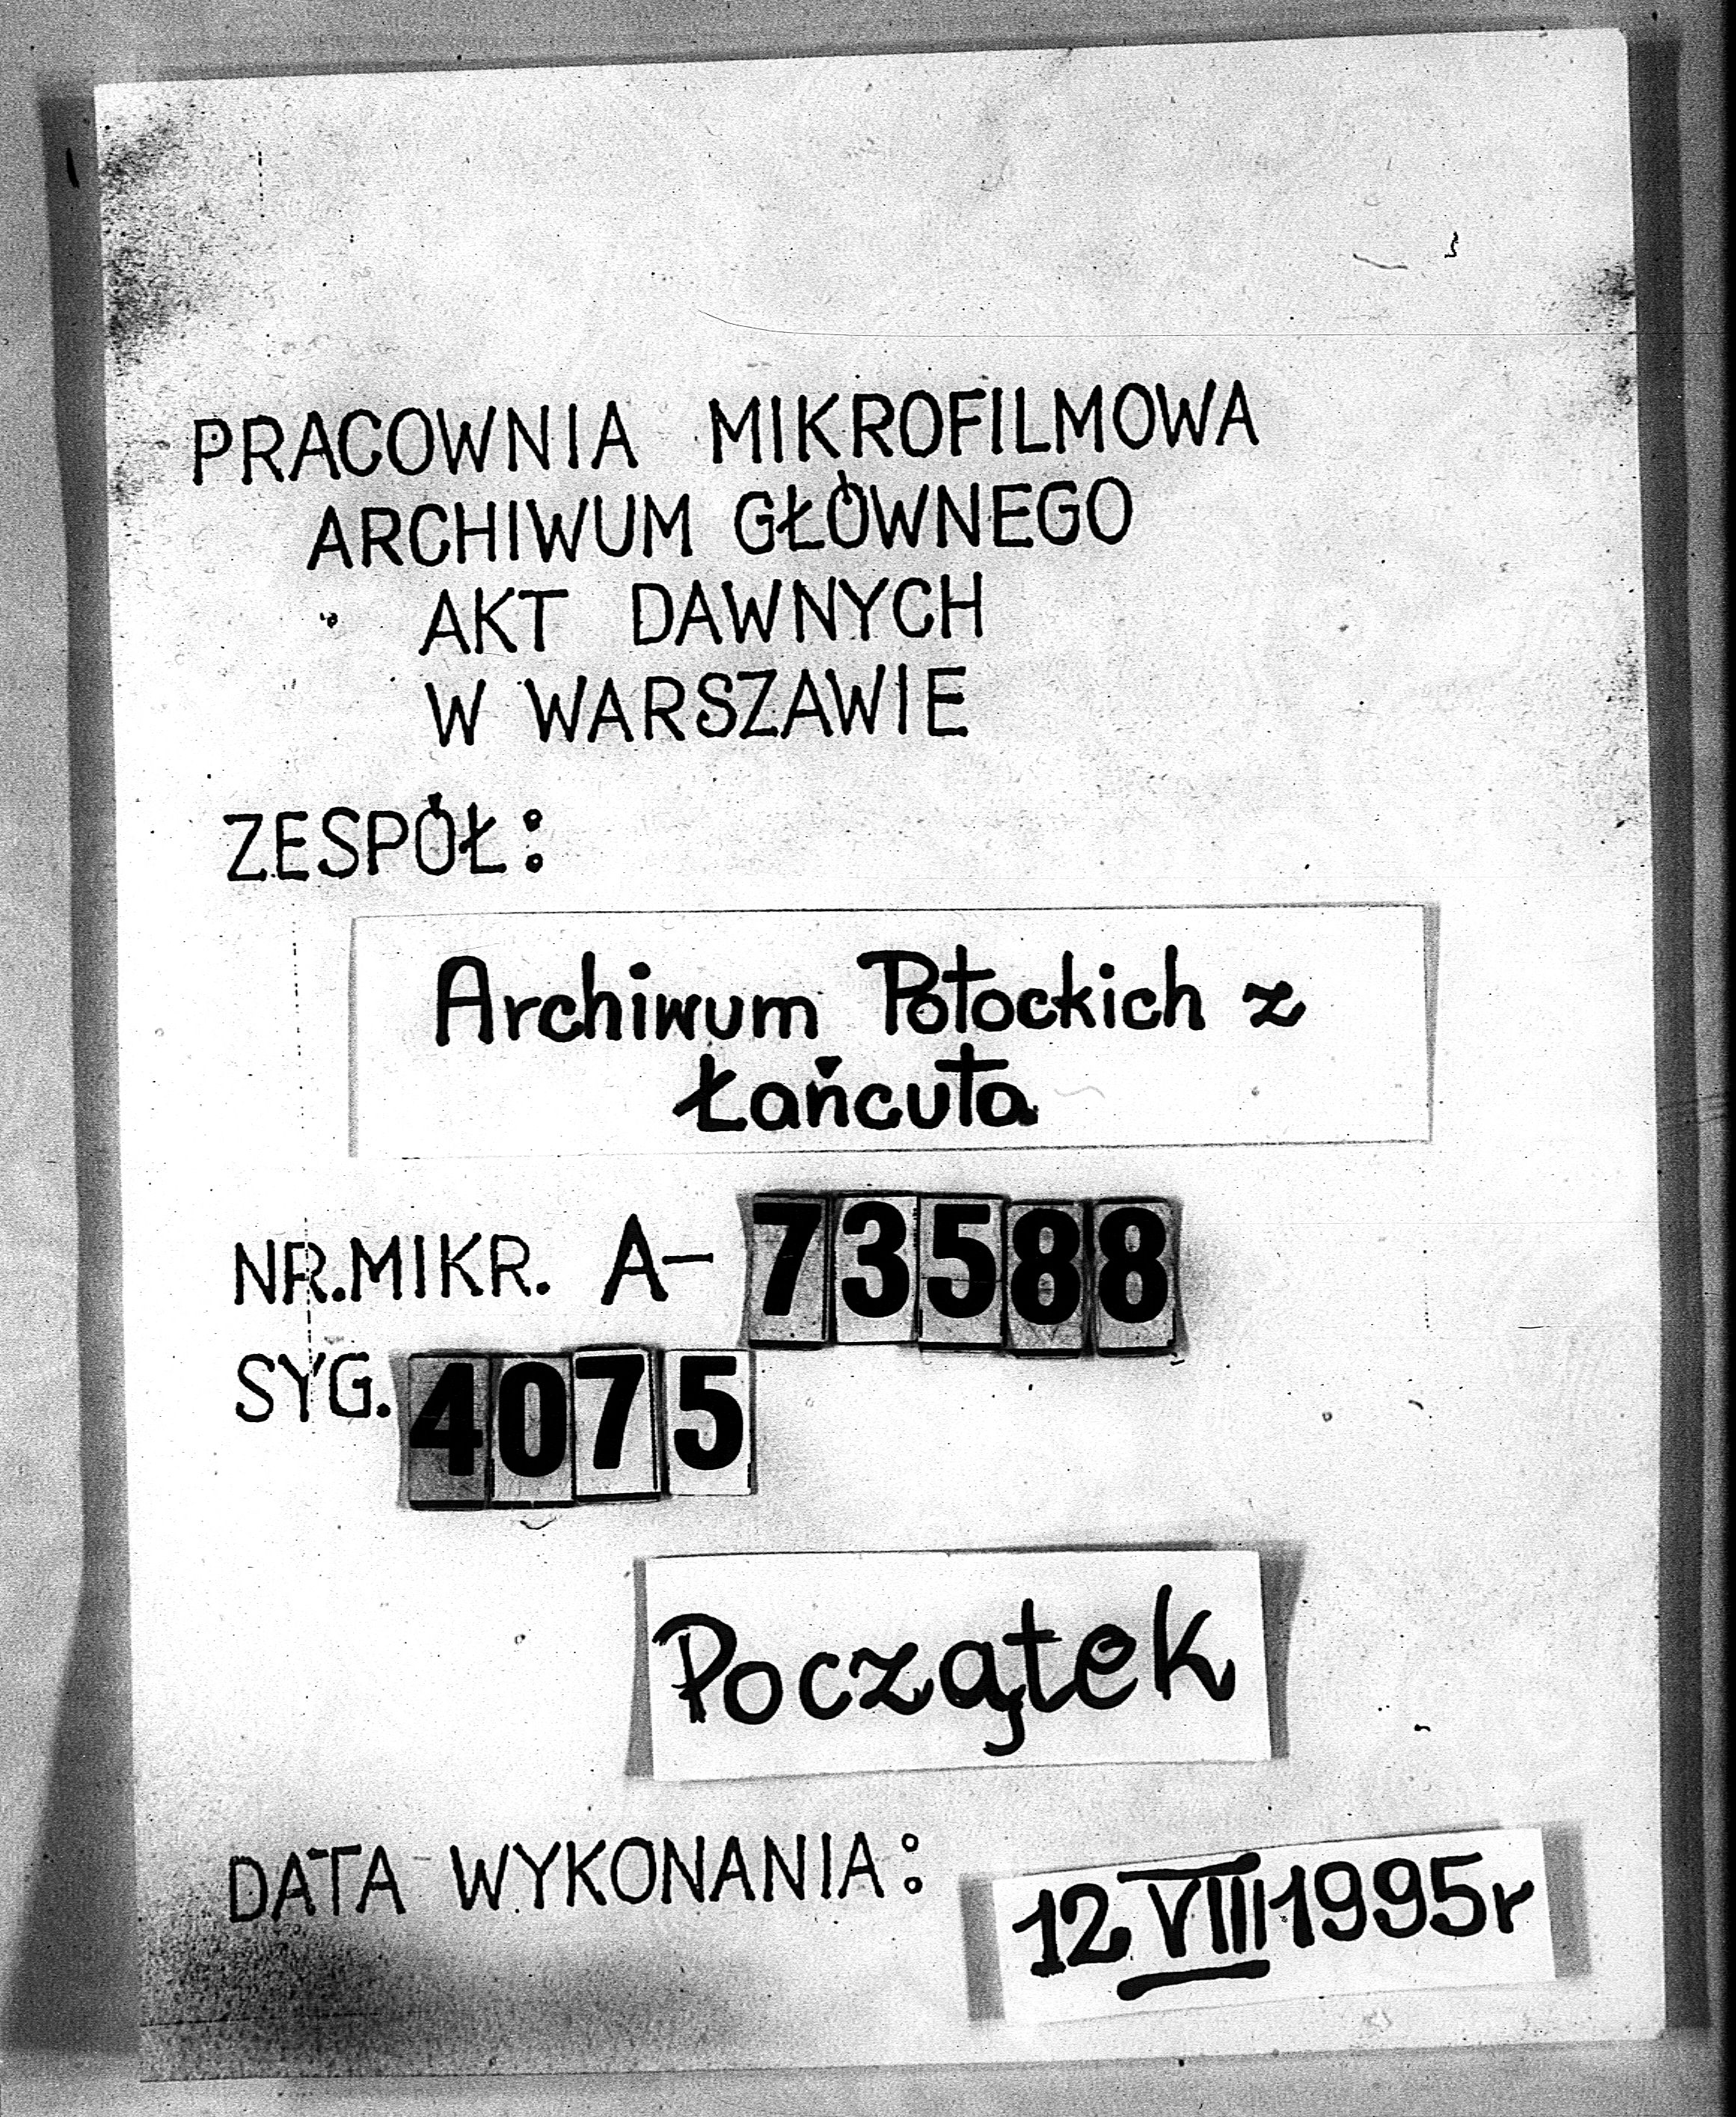 PRACOWNIA MIKROFILMOWA
ARCHIWUM GŁÓWNEGO
AKT DAWNYCH
W WARSZAWIE
ZESPÓŁ:
Archiwum Potockich z
Łańcuta
NR.MIKR. A- 73588
SYG. 4075
Początek
DATA WYKONANIA: 12 VIII 1995r